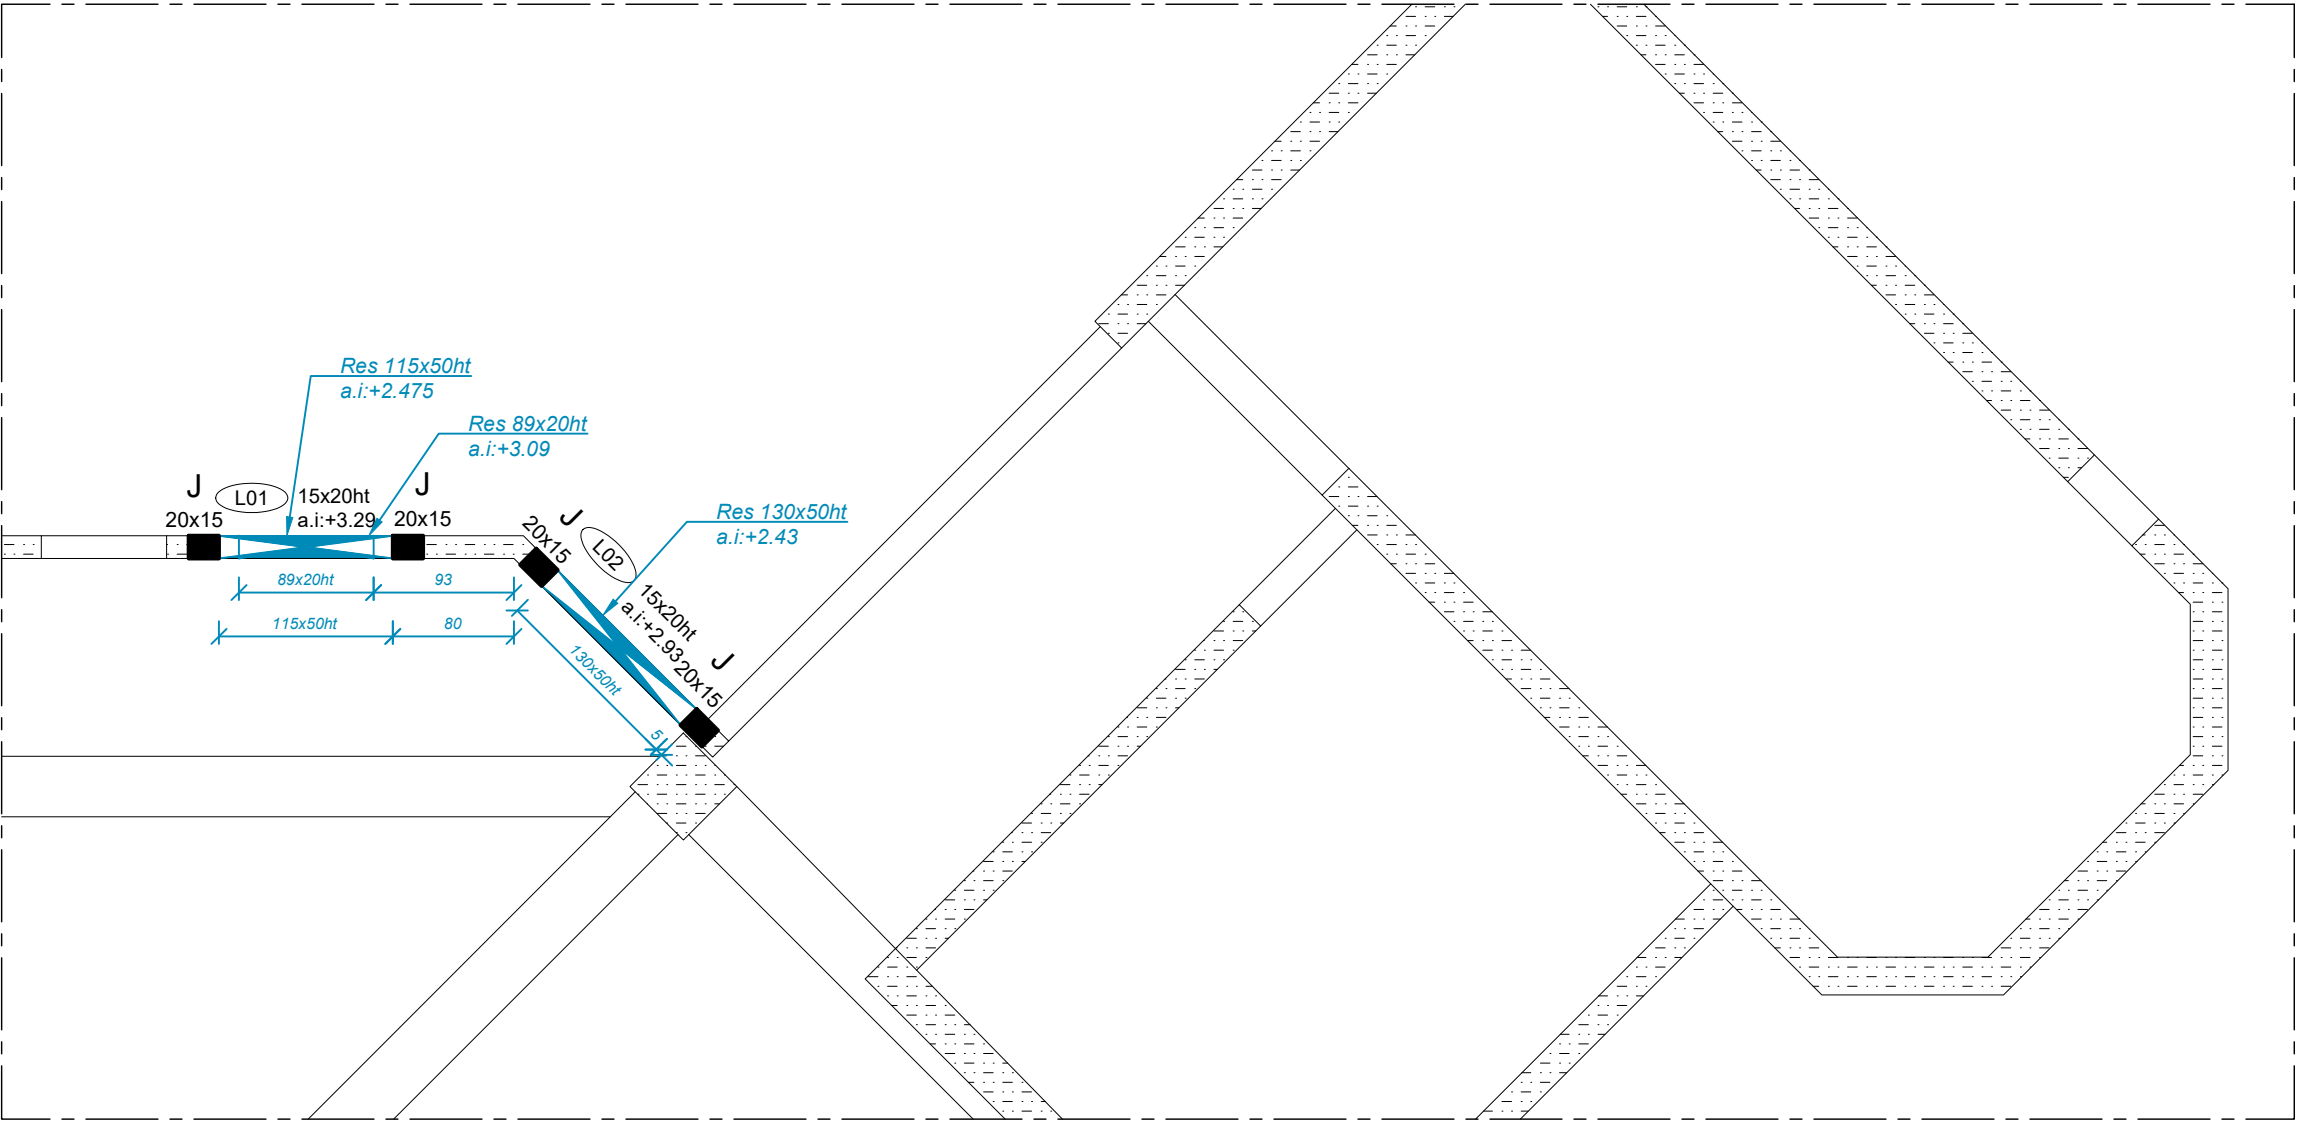 Res 115x50ht
a.i:+2.475
Res 89x20ht
a.i:+3.09
J
L01
15x20ht
a.i:+3.29
J
20x15
20x15
J
20x15
L02
Res 130x50ht
a.i:+2.43
15x20ht
a.i:+2.93
J
20x15
89x20ht
93
115x50ht
80
130x50ht
5